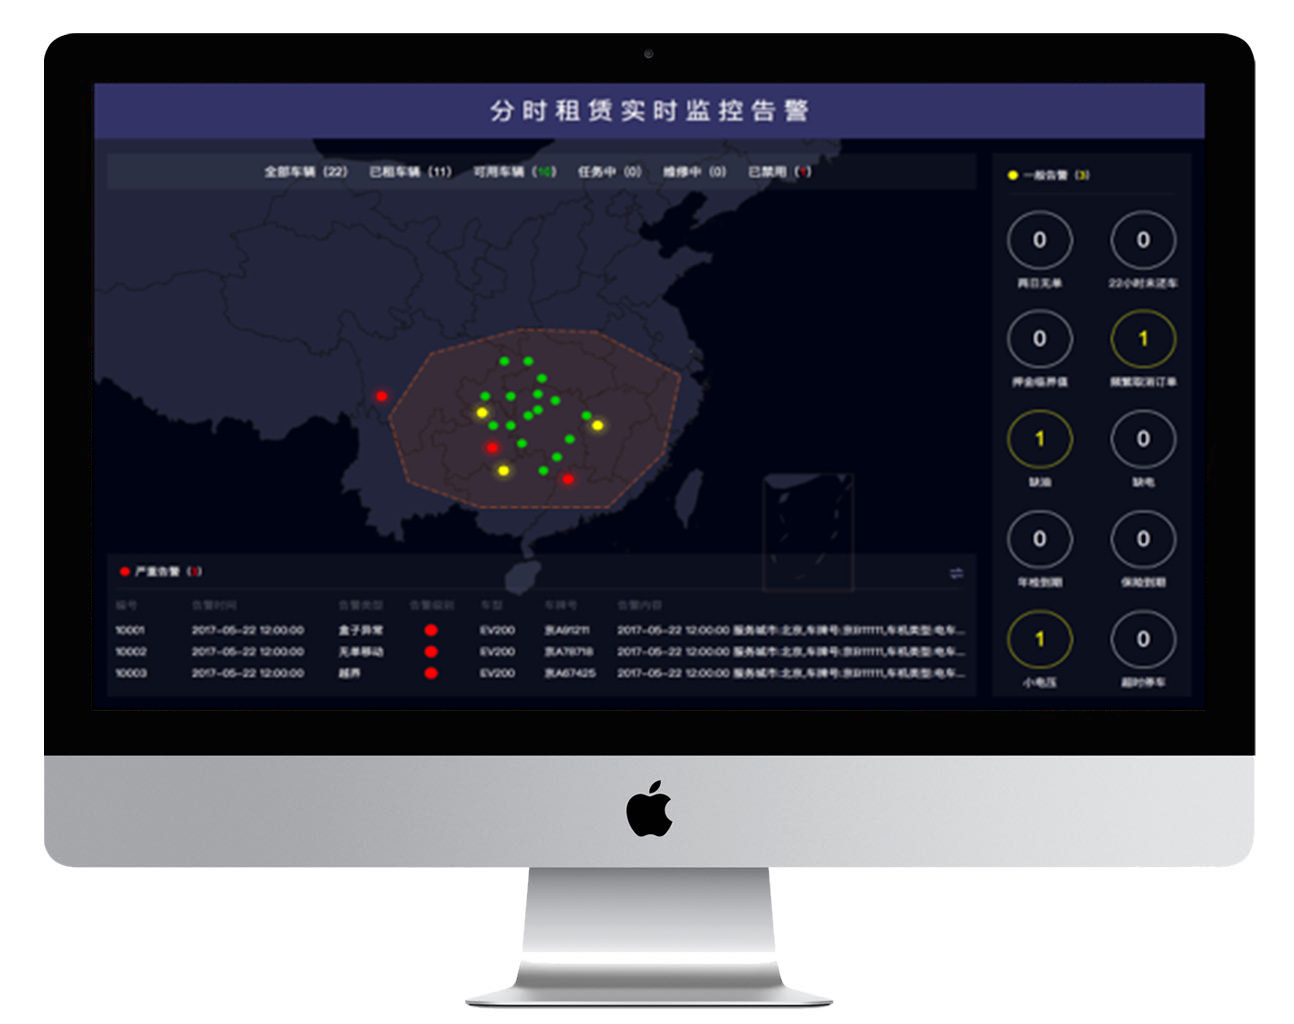 分时租赁实时监控告警
全部车辆 (22) 已租车辆 (11) 可用车辆 (10) 任务中 (0) 维修中 (0) 已禁用 (1)
一般告警 (3)
0 0
两日无单 22小时未还车
0 1
押金临界值 频繁取消订单
1 0
缺油 缺电
0 0
年检到期 保险到期
1 0
小电压 超时停车
严重告警 (3)
编号 告警时间 告警类型 告警级别 车型 车牌号 告警内容
10001 2017-05-22 12:00:00 盒子异常 EV200 京A91211 2017-05-22 12:00:00 服务城市:北京,车牌号:京B11111,车机类型:电车...
10002 2017-05-22 12:00:00 无单移动 EV200 京A78718 2017-05-22 12:00:00 服务城市:北京,车牌号:京B11111,车机类型:电车...
10003 2017-05-22 12:00:00 越界 EV200 京A67425 2017-05-22 12:00:00 服务城市:北京,车牌号:京B11111,车机类型:电车...